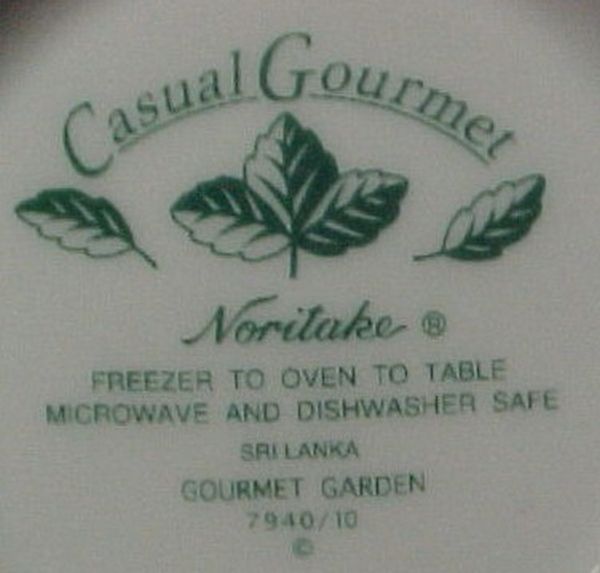 Casual Gourmet
Noritake ®
FREEZER TO OVEN TO TABLE
MICROWAVE AND DISHWASHER SAFE
SRI LANKA
GOURMET GARDEN
7940/10
©